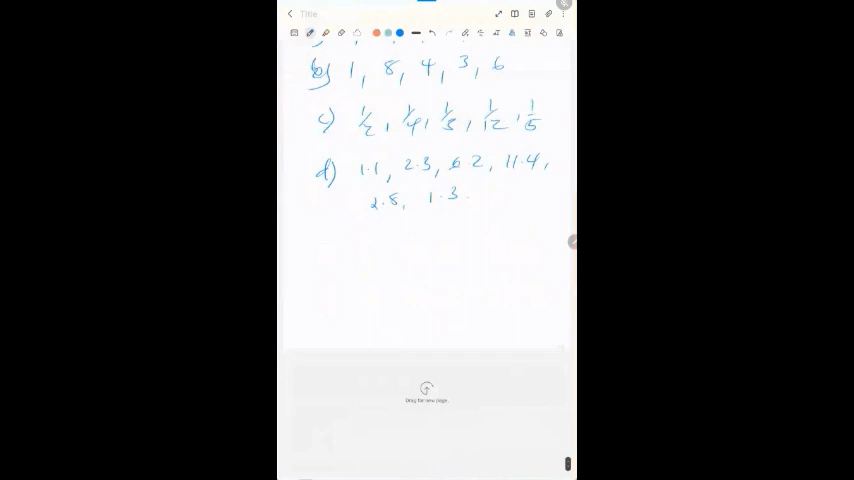 Title
b) 1, 8, 4, 3, 6
c) 1/2, 1/4, 1/3, 1/12, 1/5
d) 1.1, 2.3, 6.2, 11.4,
2.8, 1.3.
Drag for new page.